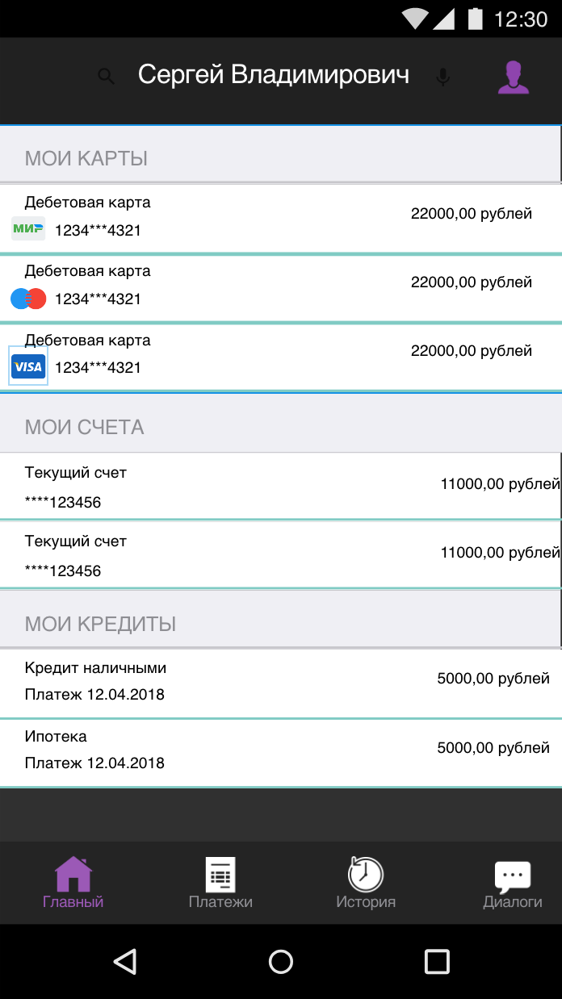 12:30
Сергей Владимирович
МОИ КАРТЫ
Дебетовая карта
22000,00 рублей
МИР 1234***4321
Дебетовая карта
22000,00 рублей
1234***4321
Дебетовая карта
22000,00 рублей
VISA 1234***4321
МОИ СЧЕТА
Текущий счет
11000,00 рублей
****123456
Текущий счет
11000,00 рублей
****123456
МОИ КРЕДИТЫ
Кредит наличными
5000,00 рублей
Платеж 12.04.2018
Ипотека
5000,00 рублей
Платеж 12.04.2018
Главный Платежи История Диалоги